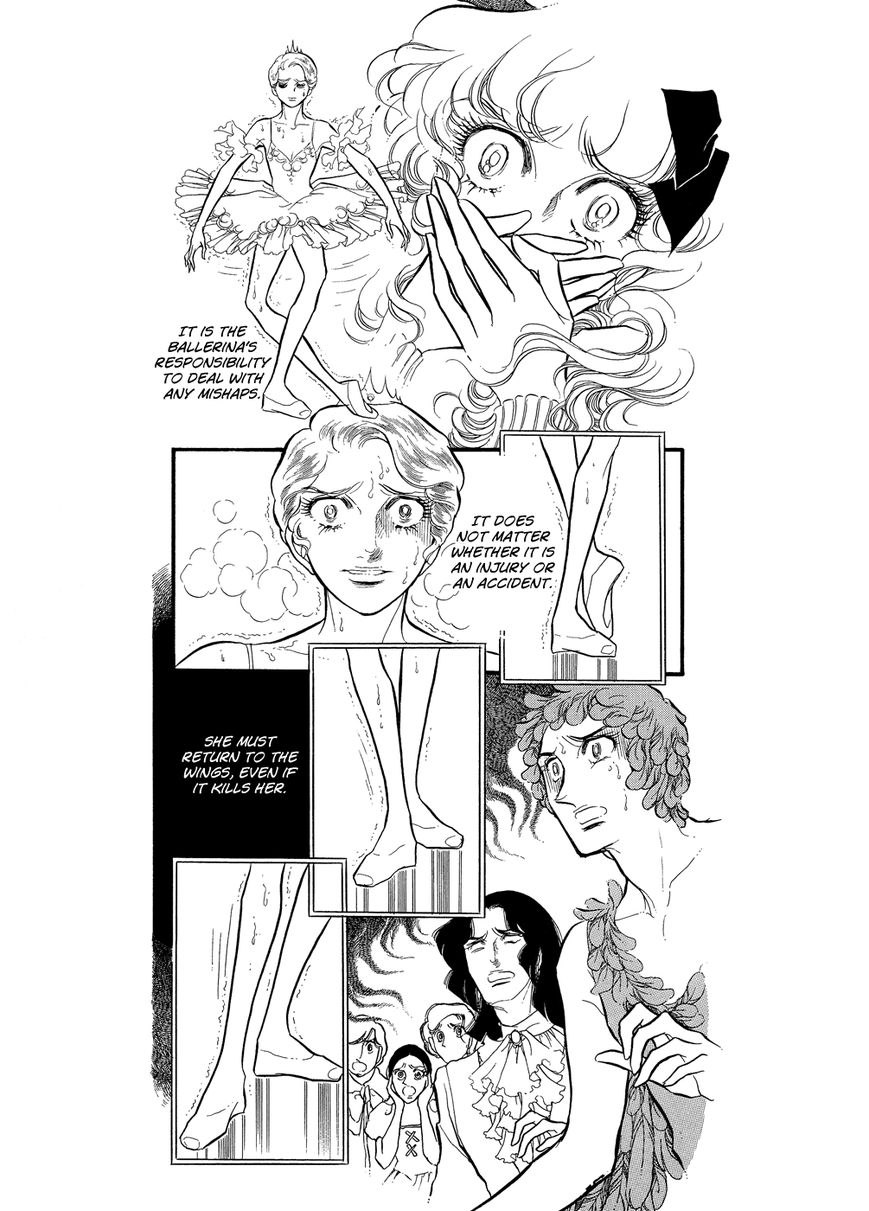 IT IS THE
BALLERINA'S
RESPONSIBILITY
TO DEAL WITH
ANY MISHAPS.
IT DOES
NOT MATTER
WHETHER IT IS
AN INJURY OR
AN ACCIDENT.
SHE MUST
RETURN TO THE
WINGS, EVEN IF
IT KILLS HER.